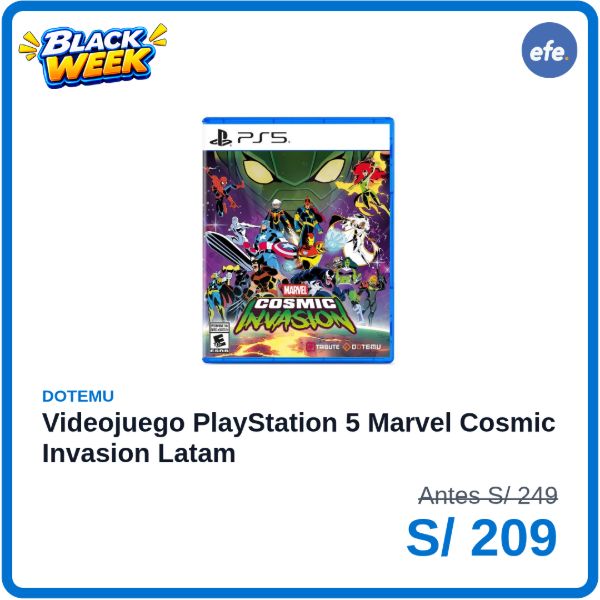 BLACK
WEEK
efe.
PS5
MARVEL
COSMIC
INVASION
E
ESRB
TRIBUTE DOTEMU
DOTEMU
Videojuego PlayStation 5 Marvel Cosmic
Invasion Latam
Antes S/ 249
S/ 209